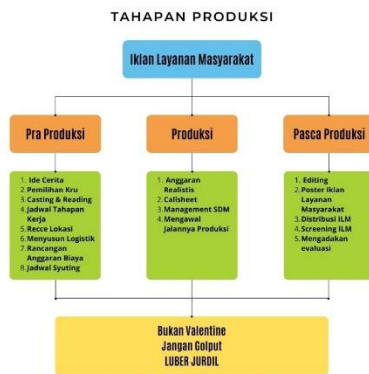 TAHAPAN PRODUKSI
Iklan Layanan Masyarakat
Pra Produksi
1. Ide Cerita
2. Pemilihan Kru
3. Casting & Reading
4. Jadwal Tahapan
Kerja
5. Recce Lokasi
6. Menyusun Logistik
7. Rancangan
Anggaran Biaya
8. Jadwal Syuting
Produksi
1. Anggaran
Realistis
2. Callsheet
3. Management SDM
4. Mengawal
Jalannya Produksi
Pasca Produksi
1. Editing
2. Poster Iklan
Layanan
Masyarakat
3. Distribusi ILM
4. Screening ILM
5. Mengadakan
evaluasi
Bukan Valentine
Jangan Golput
LUBER JURDIL